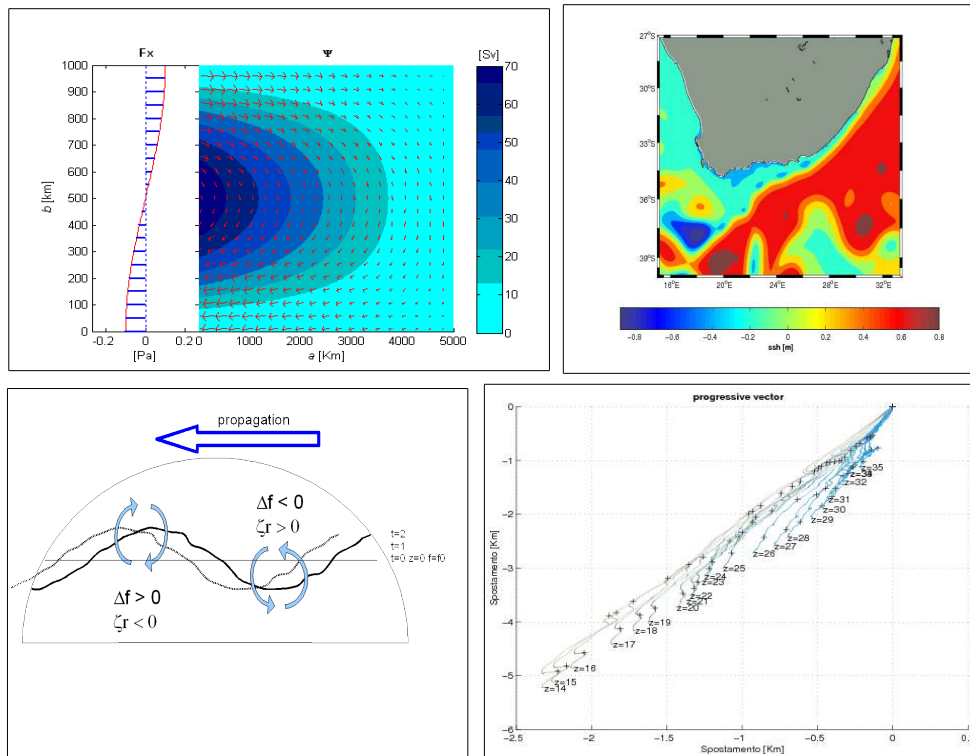 Fx
Ψ
[Sv]
b [km]
1000
900
800
700
600
500
400
300
200
100
0
-0.2
0
0.2
[Pa]
0
1000
2000
3000
4000
5000
a [Km]
70
60
50
40
30
20
10
0
27°S
30°S
33°S
36°S
39°S
16°E
20°E
24°E
28°E
32°E
−0.8
−0.6
−0.4
−0.2
0
0.2
0.4
0.6
0.8
ssh [m]
propagation
Δf < 0
ζr > 0
t=2
t=1
t=0 z=0 f=f0
Δf > 0
ζr < 0
progressive vector
Spostamento [Km]
0
−1
−2
−3
−4
−5
−6
z=35
z=32
z=31
z=30
z=29
z=28
z=27
z=26
z=25
z=24
z=23
z=22
z=21
z=20
z=19
z=18
z=17
z=16
z=15
z=14
−2.5
−2
−1.5
−1
−0.5
0
Spostamento [Km]